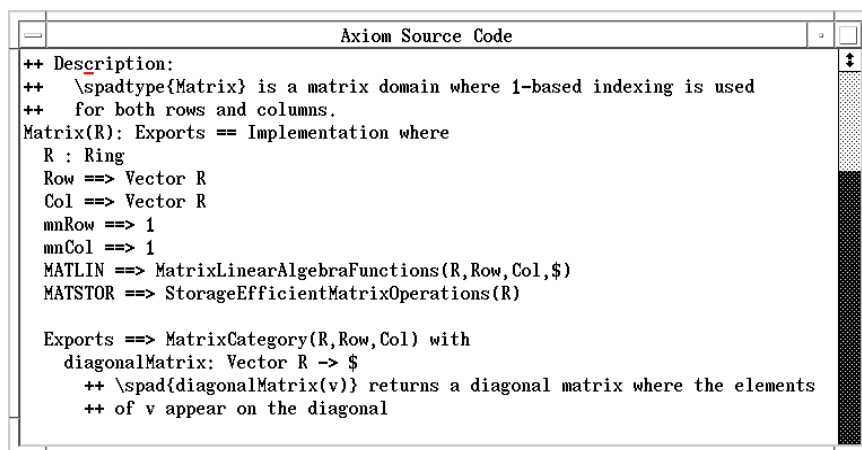 Axiom Source Code
++ Description:
++   \spadtype{Matrix} is a matrix domain where 1-based indexing is used
++   for both rows and columns.
Matrix(R): Exports == Implementation where
  R : Ring
  Row ==> Vector R
  Col ==> Vector R
  mnRow ==> 1
  mnCol ==> 1
  MATLIN ==> MatrixLinearAlgebraFunctions(R,Row,Col,$)
  MATSTOR ==> StorageEfficientMatrixOperations(R)
  Exports ==> MatrixCategory(R,Row,Col) with
    diagonalMatrix: Vector R -> $
      ++ \spad{diagonalMatrix(v)} returns a diagonal matrix where the elements
      ++ of v appear on the diagonal